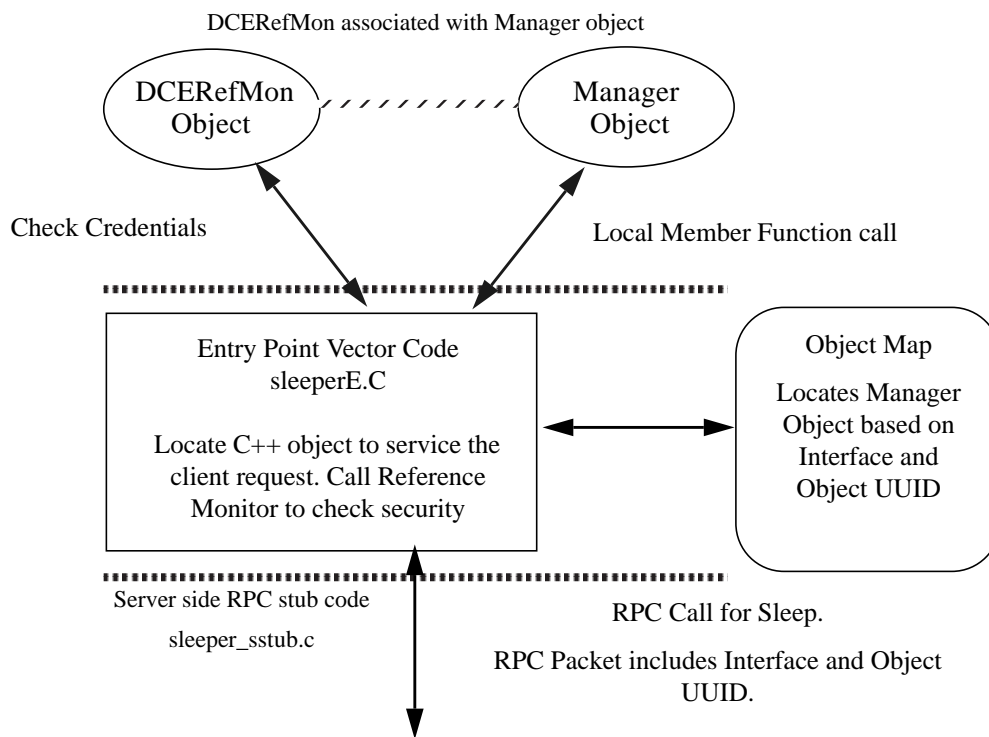 DCERefMon associated with Manager object
DCERefMon
Object
Manager
Object
Check Credentials
Local Member Function call
Entry Point Vector Code
sleeperE.C
Locate C++ object to service the
client request. Call Reference
Monitor to check security
Object Map
Locates Manager
Object based on
Interface and
Object UUID
Server side RPC stub code
sleeper_sstub.c
RPC Call for Sleep.
RPC Packet includes Interface and Object
UUID.